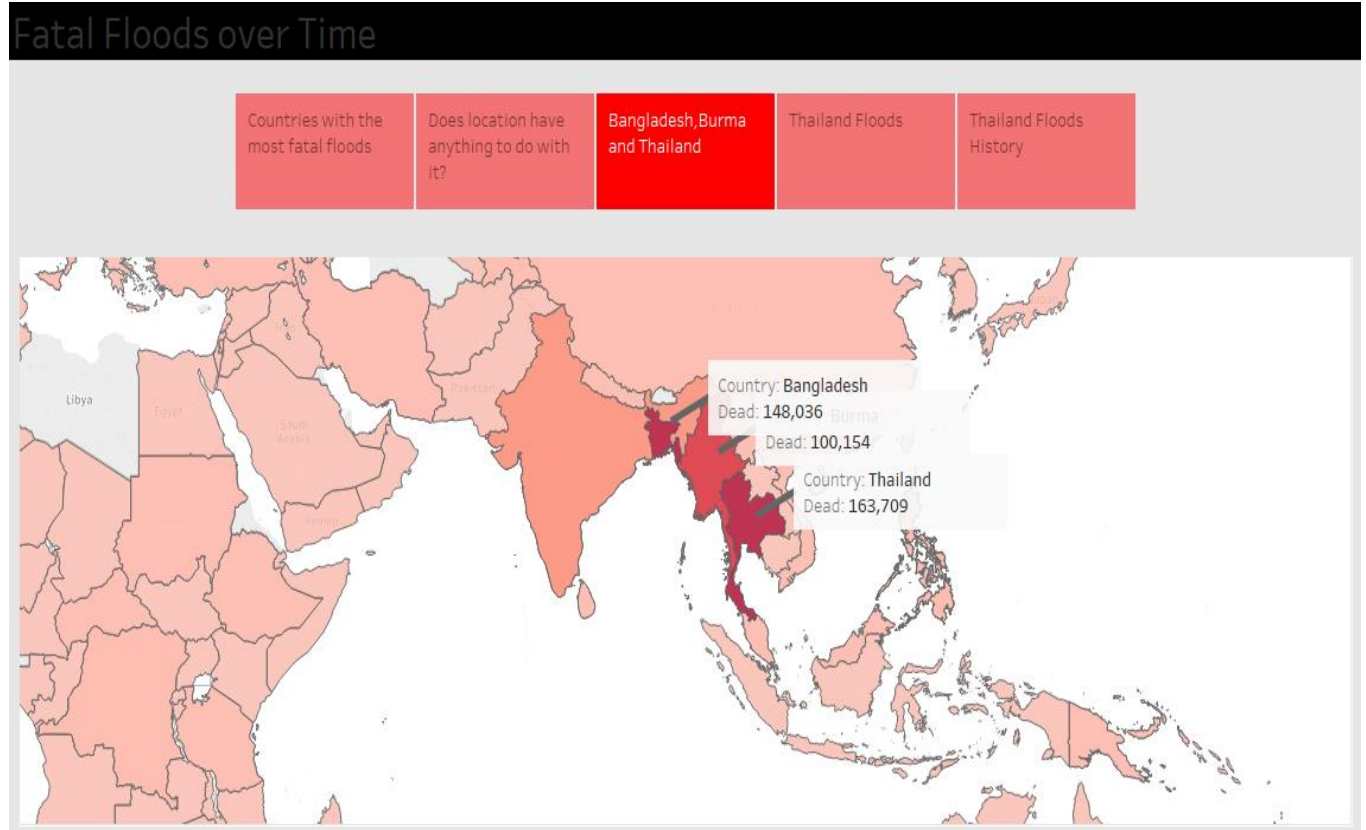 Fatal Floods over Time
Countries with the
most fatal floods
Does location have
anything to do with
it?
Bangladesh,Burma
and Thailand
Thailand Floods
Thailand Floods
History
Country: Bangladesh
Dead: 148,036
Burma
Dead: 100,154
Country: Thailand
Dead: 163,709
Libya
Egypt
Saudi
Arabia
Yemen
Iraq
Pakistan
Japan